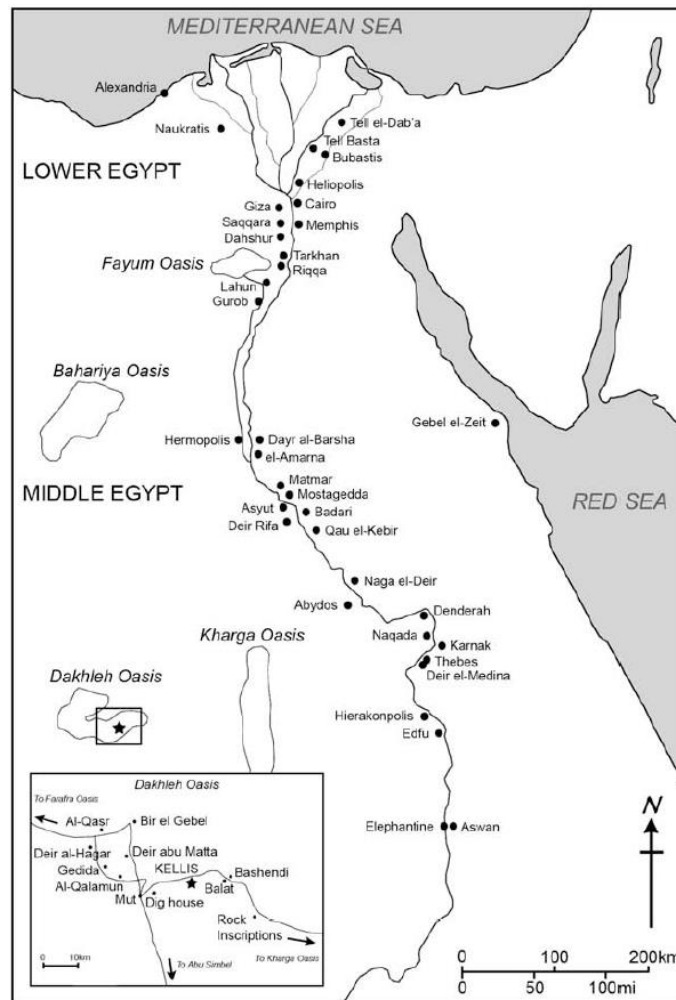 MEDITERRANEAN SEA
Alexandria
Naukratis
Tell el-Dab'a
Tell Basta
Bubastis
LOWER EGYPT
Heliopolis
Giza
Cairo
Saqqara
Memphis
Dahshur
Fayum Oasis
Tarkhan
Riqqa
Lahun
Gurob
Bahariya Oasis
Gebel el-Zeit
Hermopolis
Dayr al-Barsha
el-Amarna
MIDDLE EGYPT
Matmar
Mostagedda
RED SEA
Asyut
Badari
Deir Rifa
Qau el-Kebir
Naga el-Deir
Abydos
Denderah
Kharga Oasis
Naqada
Karnak
Dakhleh Oasis
Thebes
Deir el-Medina
Hierakonpolis
Edfu
Elephantine
Aswan
N
0 100 200km
0 50 100mi
Dakhleh Oasis
To Farafra Oasis
Al-Qasr
Bir el Gebel
Deir al-Hagar
Deir abu Matta
Gedida
KELLIS
Bashendi
Al-Qalamun
Balat
Mut
Dig house
Rock
Inscriptions
0 10km
To Abu Simbel
To Kharga Oasis